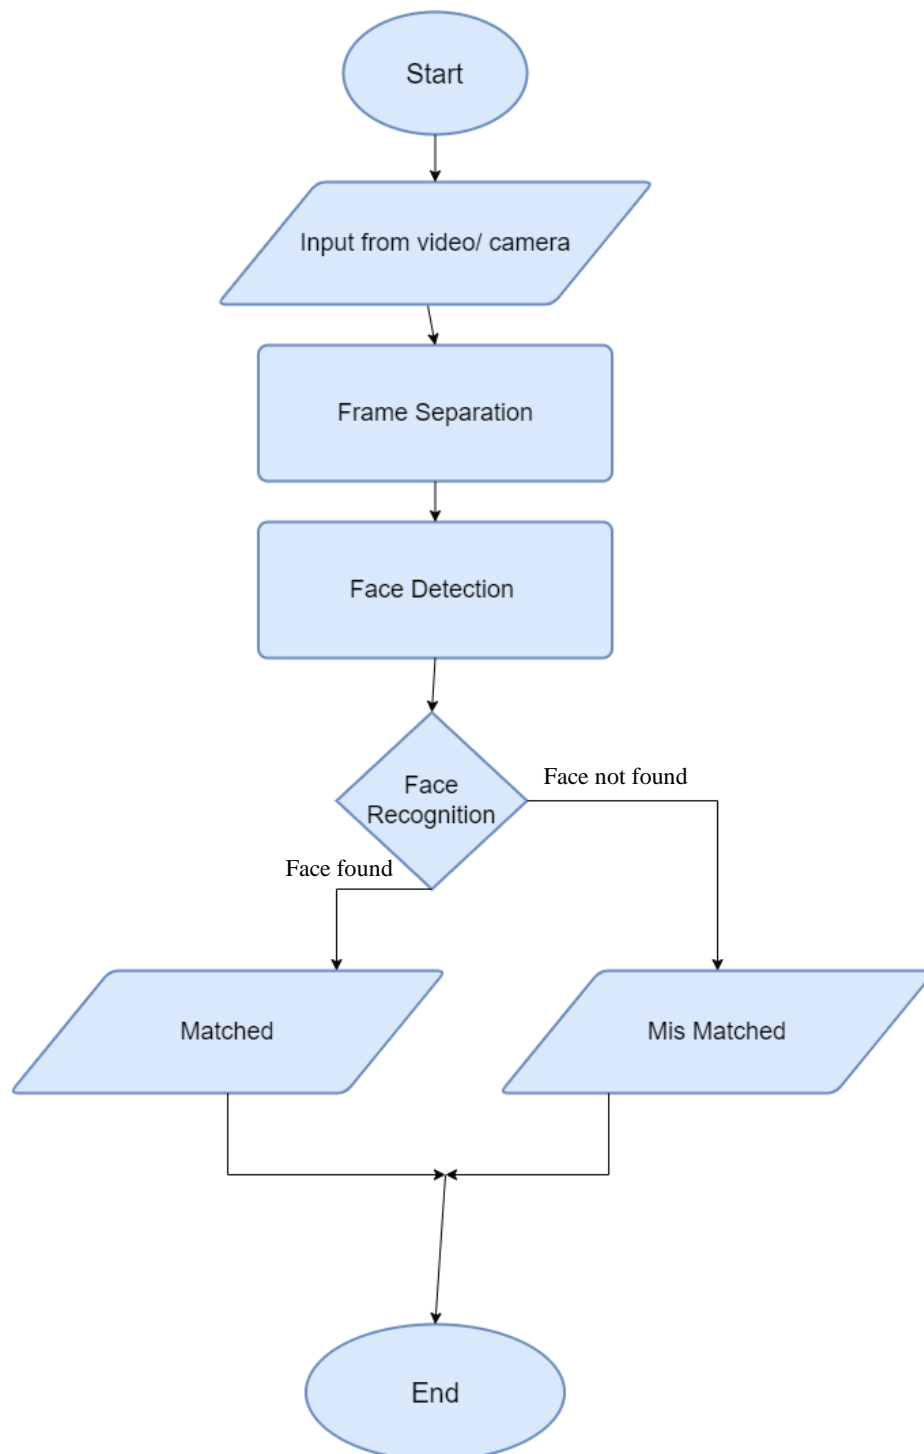 Start
Input from video/ camera
Frame Separation
Face Detection
Face
Recognition
Face not found
Face found
Matched
Mis Matched
End